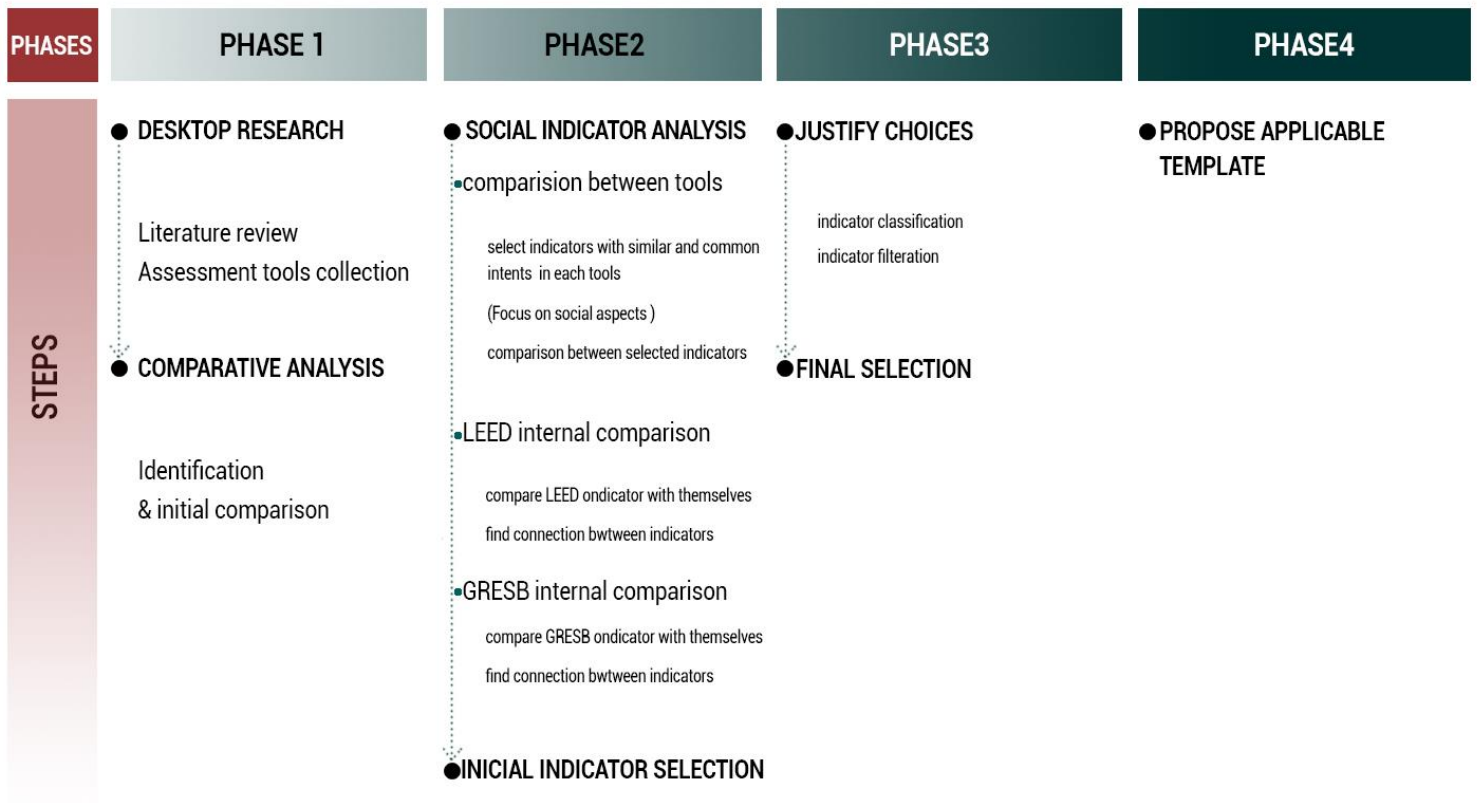 PHASES
PHASE 1
PHASE2
PHASE3
PHASE4
STEPS
DESKTOP RESEARCH
Literature review
Assessment tools collection
COMPARATIVE ANALYSIS
Identification
& initial comparison
SOCIAL INDICATOR ANALYSIS
comparision between tools
select indicators with similar and common
intents in each tools
(Focus on social aspects )
comparison between selected indicators
LEED internal comparison
compare LEED ondicator with themselves
find connection bwtween indicators
GRESB internal comparison
compare GRESB ondicator with themselves
find connection bwtween indicators
INICIAL INDICATOR SELECTION
JUSTIFY CHOICES
indicator classification
indicator filteration
FINAL SELECTION
PROPOSE APPLICABLE
TEMPLATE